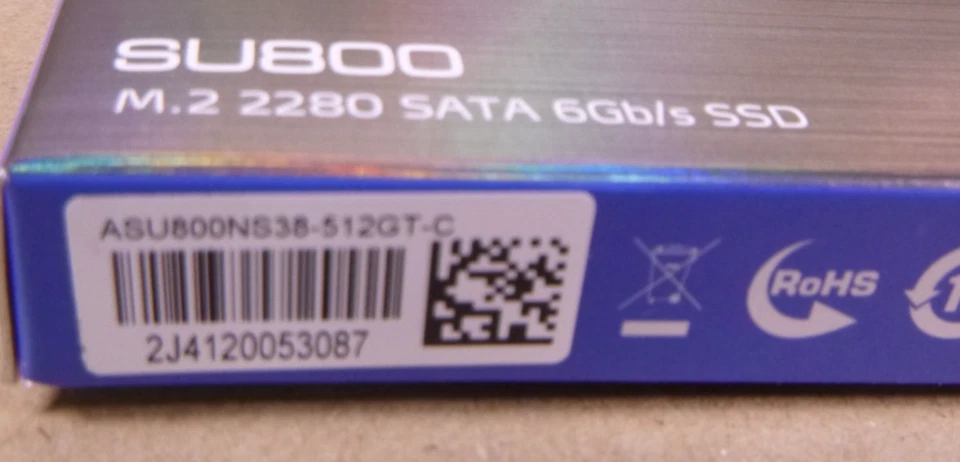 SU800
M.2 2280 SATA 6Gb/s SSD
ASU800NS38-512GT-C
2J4120053087
RoHS